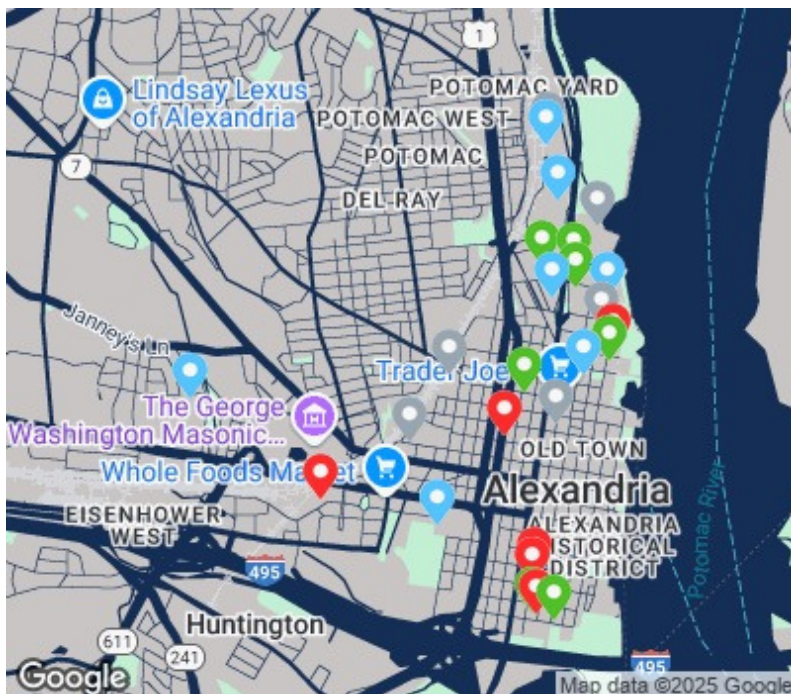 1
POTOMAC YARD
Lindsay Lexus
of Alexandria
POTOMAC WEST
7
POTOMAC
DEL RAY
Janney's Ln
Trader Joe
The George
Washington Masonic...
OLD TOWN
Whole Foods Market
Alexandria
EISENHOWER
WEST
ALEXANDRIA
HISTORICAL
DISTRICT
Potomac River
495
Huntington
611
241
495
Google
Map data ©2025 Google